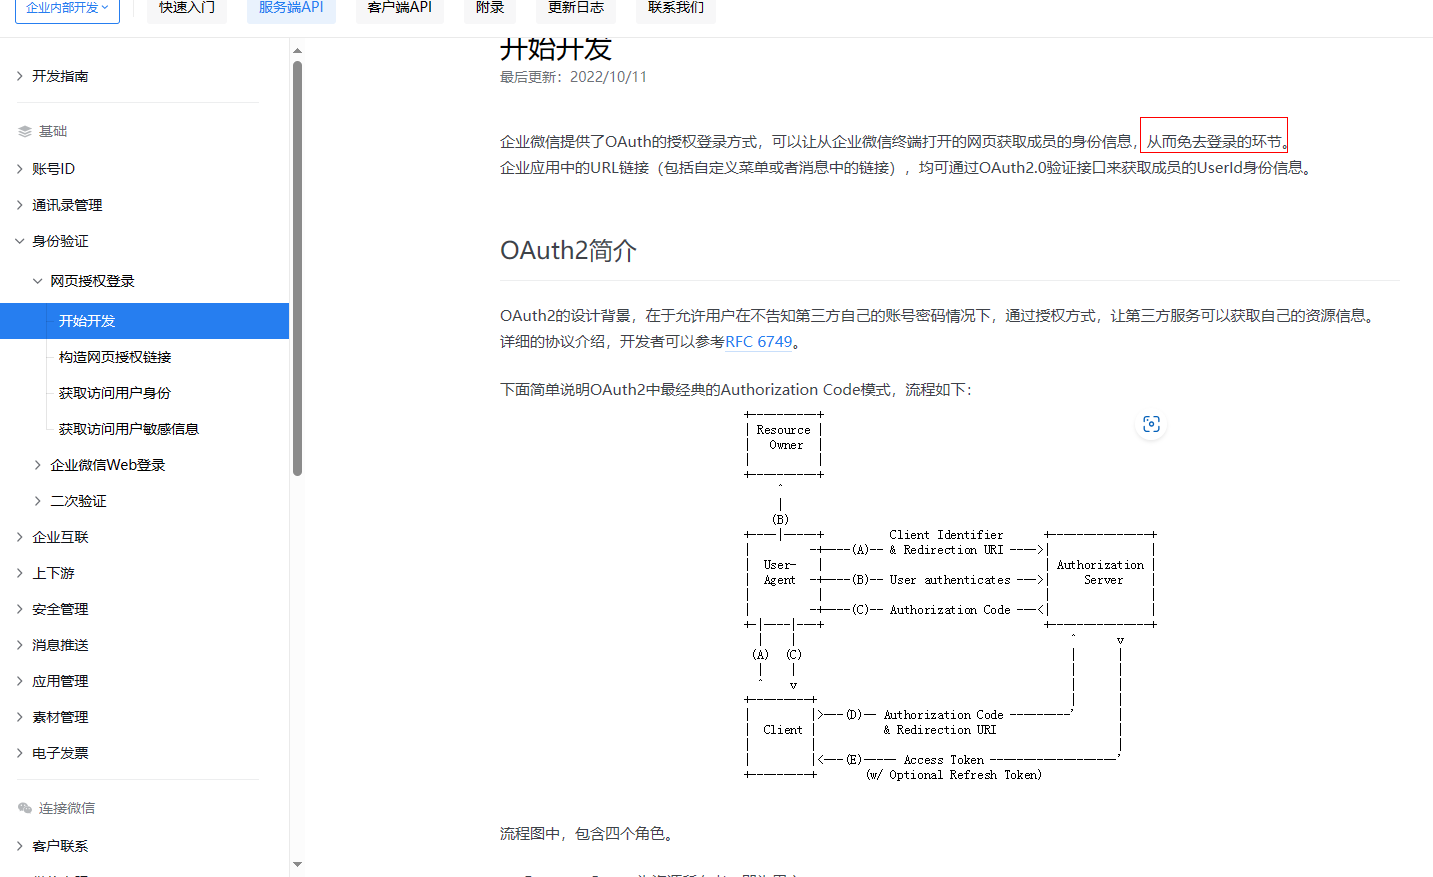 企业内部开发
快速入门
服务端API
客户端API
附录
更新日志
联系我们
开发指南
基础
账号ID
通讯录管理
身份验证
网页授权登录
开始开发
构造网页授权链接
获取访问用户身份
获取访问用户敏感信息
企业微信Web登录
二次验证
企业互联
上下游
安全管理
消息推送
应用管理
素材管理
电子发票
连接微信
客户联系
开始开发
最后更新：2022/10/11
企业微信提供了OAuth的授权登录方式，可以让从企业微信终端打开的网页获取成员的身份信息，从而免去登录的环节。
企业应用中的URL链接（包括自定义菜单或者消息中的链接），均可通过OAuth2.0验证接口来获取成员的UserId身份信息。
OAuth2简介
OAuth2的设计背景，在于允许用户在不告知第三方自己的账号密码情况下，通过授权方式，让第三方服务可以获取自己的资源信息。
详细的协议介绍，开发者可以参考RFC 6749。
下面简单说明OAuth2中最经典的Authorization Code模式，流程如下：
Resource
Owner
(B)
Client Identifier
(A)-- & Redirection URI ---->
User-
Agent
(B)-- User authenticates --->
(C)-- Authorization Code ---<
Authorization
Server
(A) (C)
Client
(D)-- Authorization Code
& Redirection URI
(E)----- Access Token
(w/ Optional Refresh Token)
流程图中，包含四个角色。